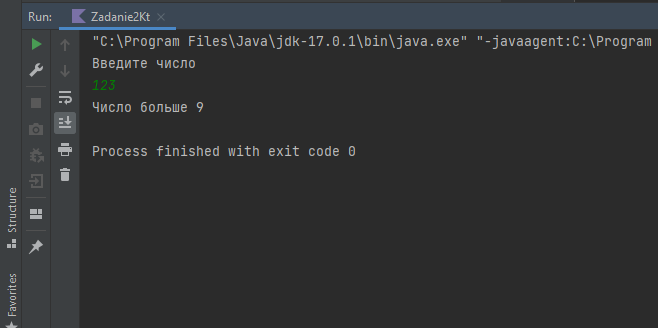 Run: Zadanie2Kt
"C:\Program Files\Java\jdk-17.0.1\bin\java.exe" "-javaagent:C:\Program
Введите число
123
Число больше 9
Process finished with exit code 0
Structure
Favorites